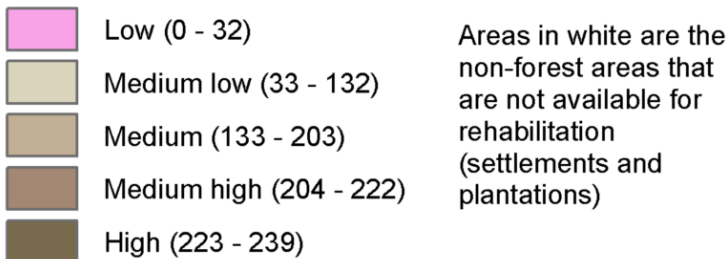 Low (0 - 32)
Medium low (33 - 132)
Medium (133 - 203)
Medium high (204 - 222)
High (223 - 239)
Areas in white are the
non-forest areas that
are not available for
rehabilitation
(settlements and
plantations)